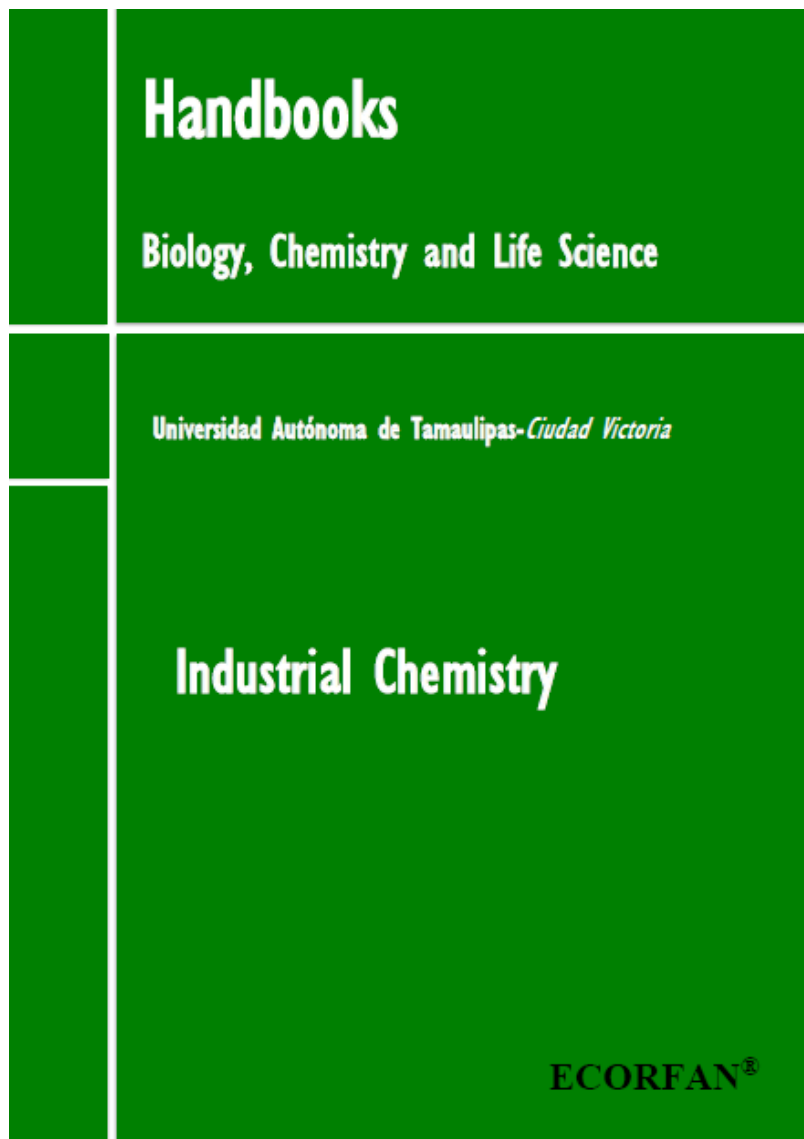 Handbooks
Biology, Chemistry and Life Science
Universidad Autónoma de Tamaulipas-Ciudad Victoria
Industrial Chemistry
ECORFAN®